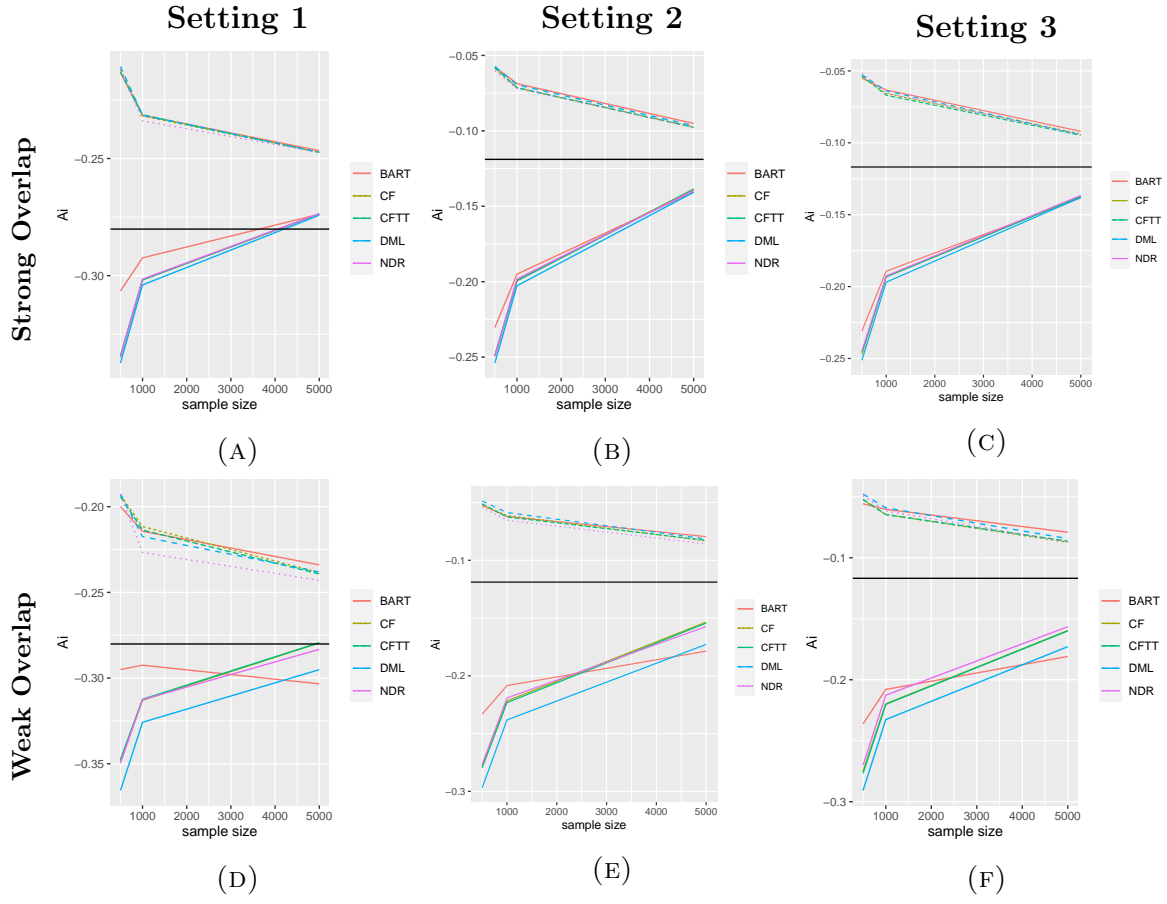 Setting 1
Setting 2
Setting 3
Strong Overlap
Ai
−0.25
−0.30
1000 2000 3000 4000 5000
sample size
BART
CF
CFTT
DML
NDR
(A)
Ai
−0.05
−0.10
−0.15
−0.20
−0.25
1000 2000 3000 4000 5000
sample size
BART
CF
CFTT
DML
NDR
(B)
Ai
−0.05
−0.10
−0.15
−0.20
−0.25
1000 2000 3000 4000 5000
sample size
BART
CF
CFTT
DML
NDR
(C)
Weak Overlap
Ai
−0.20
−0.25
−0.30
−0.35
1000 2000 3000 4000 5000
sample size
BART
CF
CFTT
DML
NDR
(D)
Ai
−0.1
−0.2
−0.3
1000 2000 3000 4000 5000
sample size
BART
CF
CFTT
DML
NDR
(E)
Ai
−0.1
−0.2
−0.3
1000 2000 3000 4000 5000
sample size
BART
CF
CFTT
DML
NDR
(F)